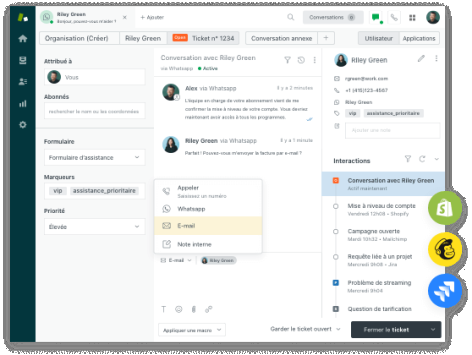 Riley Green
Bonjour, pouvez-vous m'aider ?
Ajouter
Conversations
Organisation (Créer)
Riley Green
Ticket n° 1234
Conversation annexe
Utilisateur
Applications
Attribué à
Vous
Abonnés
rechercher le nom ou les coordonnées
Formulaire
Formulaire d'assistance
Marqueurs
vip
assistance_prioritaire
Priorité
Élevée
Conversation avec Riley Green
via Whatsapp
Active
Alex via Whatsapp
Il y a 2 minutes
L'équipe en charge de votre abonnement vient de me
confirmer la mise à niveau de votre compte. Vous devriez
maintenant avoir accès à tous les programmes.
Riley Green via Whatsapp
Il y a 1 minute
Parfait ! Pouvez-vous m'envoyer la facture par e-mail ?
Appeler
Saisissez un numéro
Whatsapp
E-mail
Note interne
E-mail
Riley Green
Appliquer une macro
Garder le ticket ouvert
Fermer le ticket
Riley Green
rgreen@work.com
+1 (415)123-4567
Riley Green
vip
assistance_prioritaire
Ajouter une note
Interactions
Conversation avec Riley Green
Actif maintenant
Mise à niveau de compte
Vendredi 12h08 • Shopify
Campagne ouverte
Mardi 10h32 • Mailchimp
Requête liée à un projet
Mercredi 9h08 • Jira
Problème de streaming
Mercredi 9h04
Question de tarification